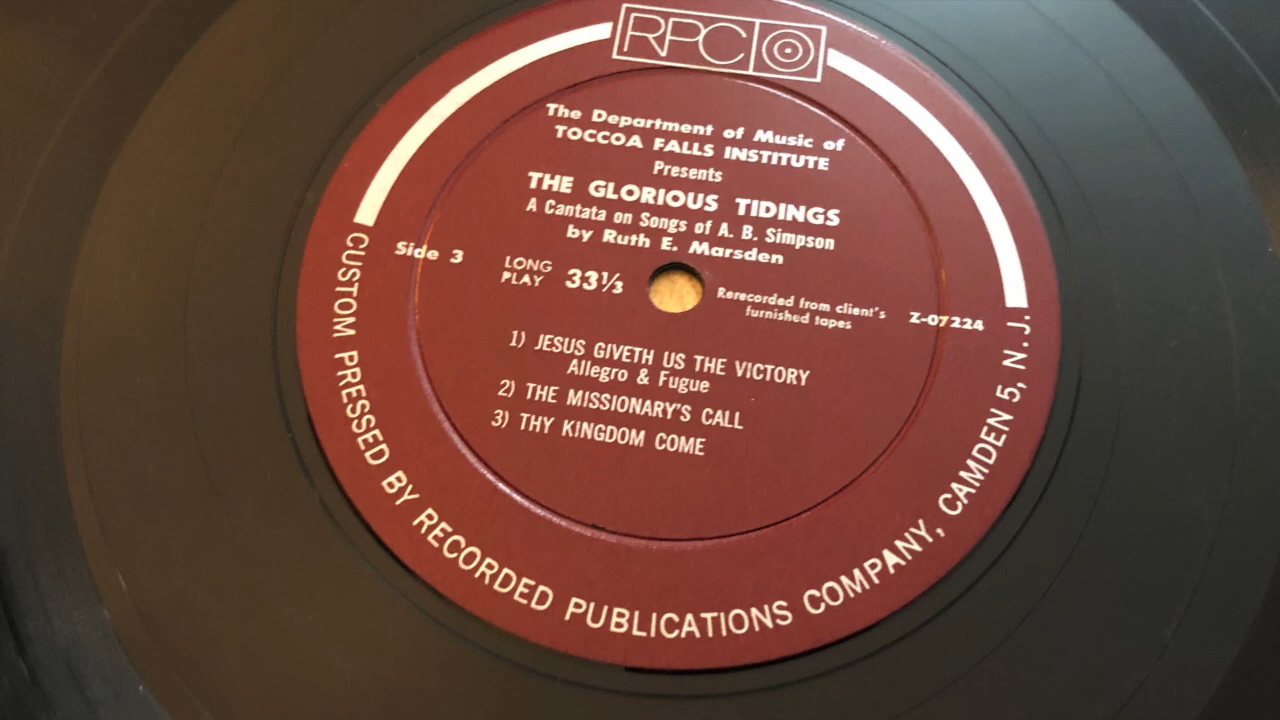 RPC
The Department of Music of
TOCCOA FALLS INSTITUTE
Presents
THE GLORIOUS TIDINGS
A Cantata on Songs of A. B. Simpson
by Ruth E. Marsden
Side 3
LONG
PLAY
33⅓
Rerecorded from client's
furnished tapes
Z-07224
1) JESUS GIVETH US THE VICTORY
Allegro & Fugue
2) THE MISSIONARY'S CALL
3) THY KINGDOM COME
CUSTOM PRESSED BY RECORDED PUBLICATIONS COMPANY, CAMDEN 5, N.J.